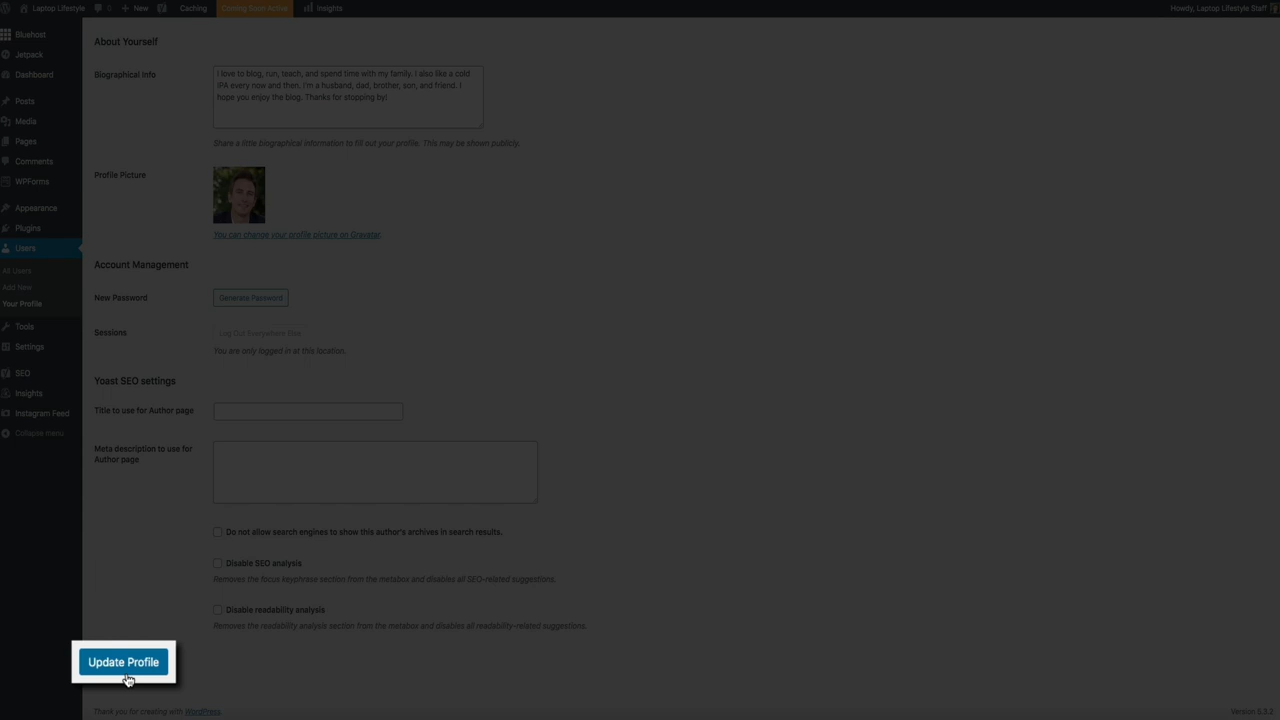 Laptop Lifestyle
0
New
Caching
Coming Soon Active
Insights
Howdy, Laptop Lifestyle Staff
Bluehost
Jetpack
Dashboard
Posts
Media
Pages
Comments
WPForms
Appearance
Plugins
Users
All Users
Add New
Your Profile
Tools
Settings
SEO
Insights
Instagram Feed
Collapse menu
About Yourself
Biographical Info
I love to blog, run, teach, and spend time with my family. I also like a cold
IPA every now and then. I'm a husband, dad, brother, son, and friend. I
hope you enjoy the blog. Thanks for stopping by!
Share a little biographical information to fill out your profile. This may be shown publicly.
Profile Picture
You can change your profile picture on Gravatar.
Account Management
New Password
Generate Password
Sessions
Log Out Everywhere Else
You are only logged in at this location.
Yoast SEO settings
Title to use for Author page
Meta description to use for
Author page
Do not allow search engines to show this author's archives in search results.
Disable SEO analysis
Removes the focus keyphrase section from the metabox and disables all SEO-related suggestions.
Disable readability analysis
Removes the readability analysis section from the metabox and disables all readability-related suggestions.
Update Profile
Thank you for creating with WordPress.
Version 5.3.2